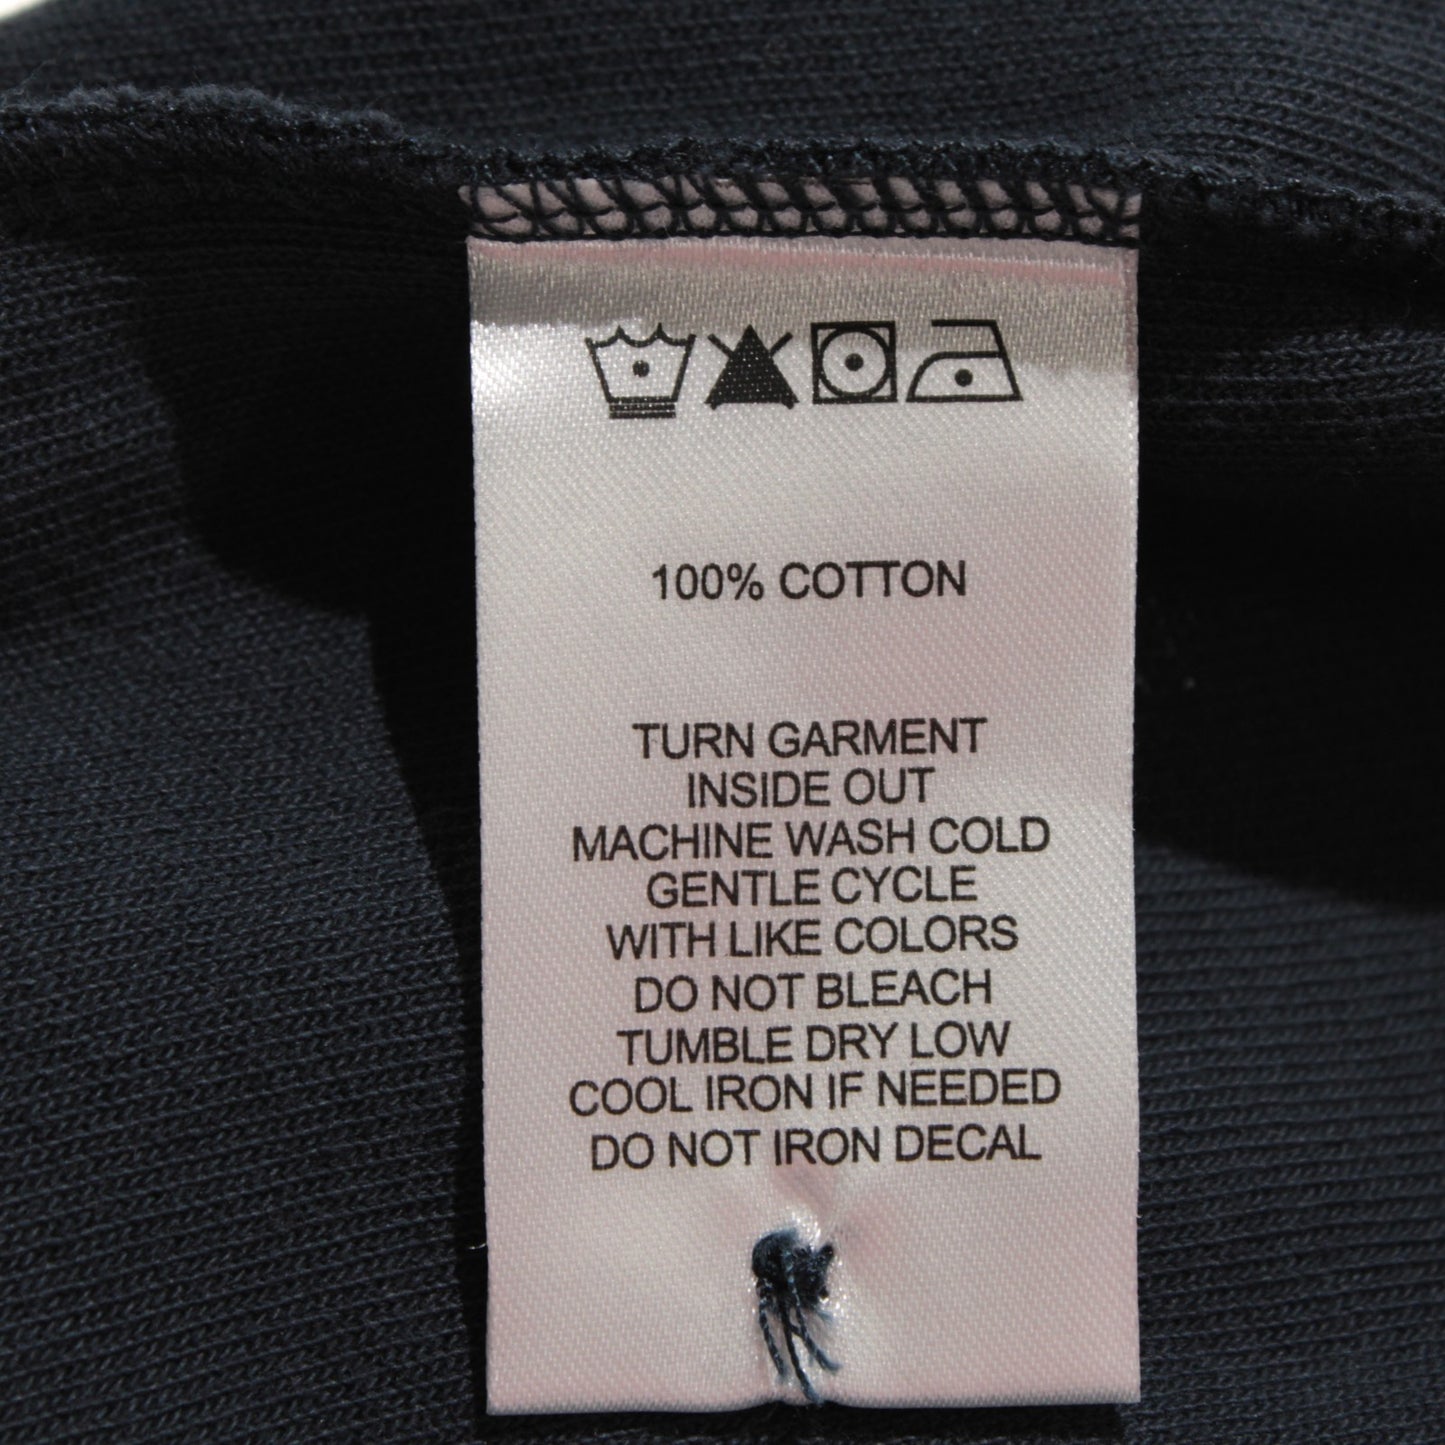 100% COTTON
TURN GARMENT
INSIDE OUT
MACHINE WASH COLD
GENTLE CYCLE
WITH LIKE COLORS
DO NOT BLEACH
TUMBLE DRY LOW
COOL IRON IF NEEDED
DO NOT IRON DECAL